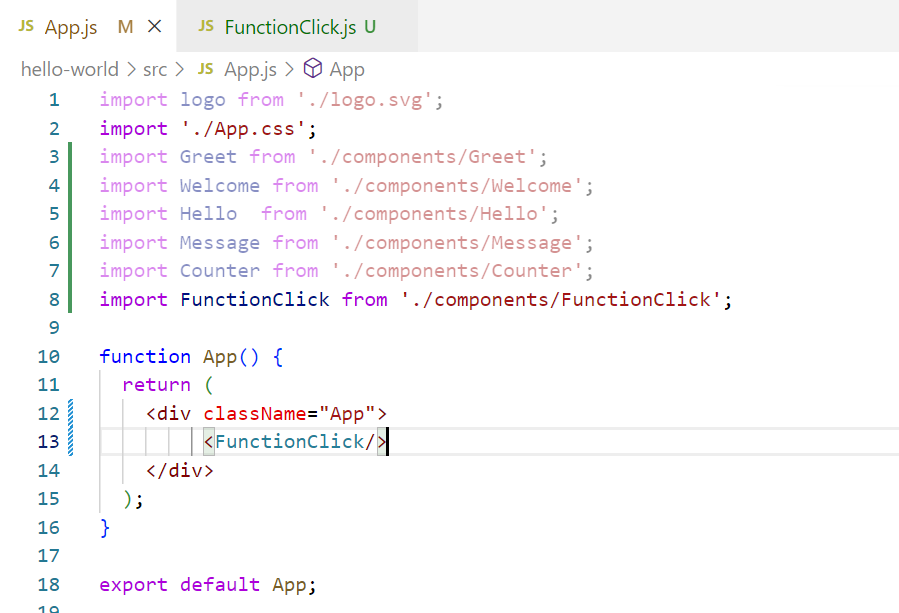 JS App.js M × JS FunctionClick.js U
hello-world > src > JS App.js > App
1 import logo from './logo.svg';
2 import './App.css';
3 import Greet from './components/Greet';
4 import Welcome from './components/Welcome';
5 import Hello  from './components/Hello';
6 import Message from './components/Message';
7 import Counter from './components/Counter';
8 import FunctionClick from './components/FunctionClick';
9
10 function App() {
11   return (
12     <div className="App">
13         <FunctionClick/>
14     </div>
15   );
16 }
17
18 export default App;
19